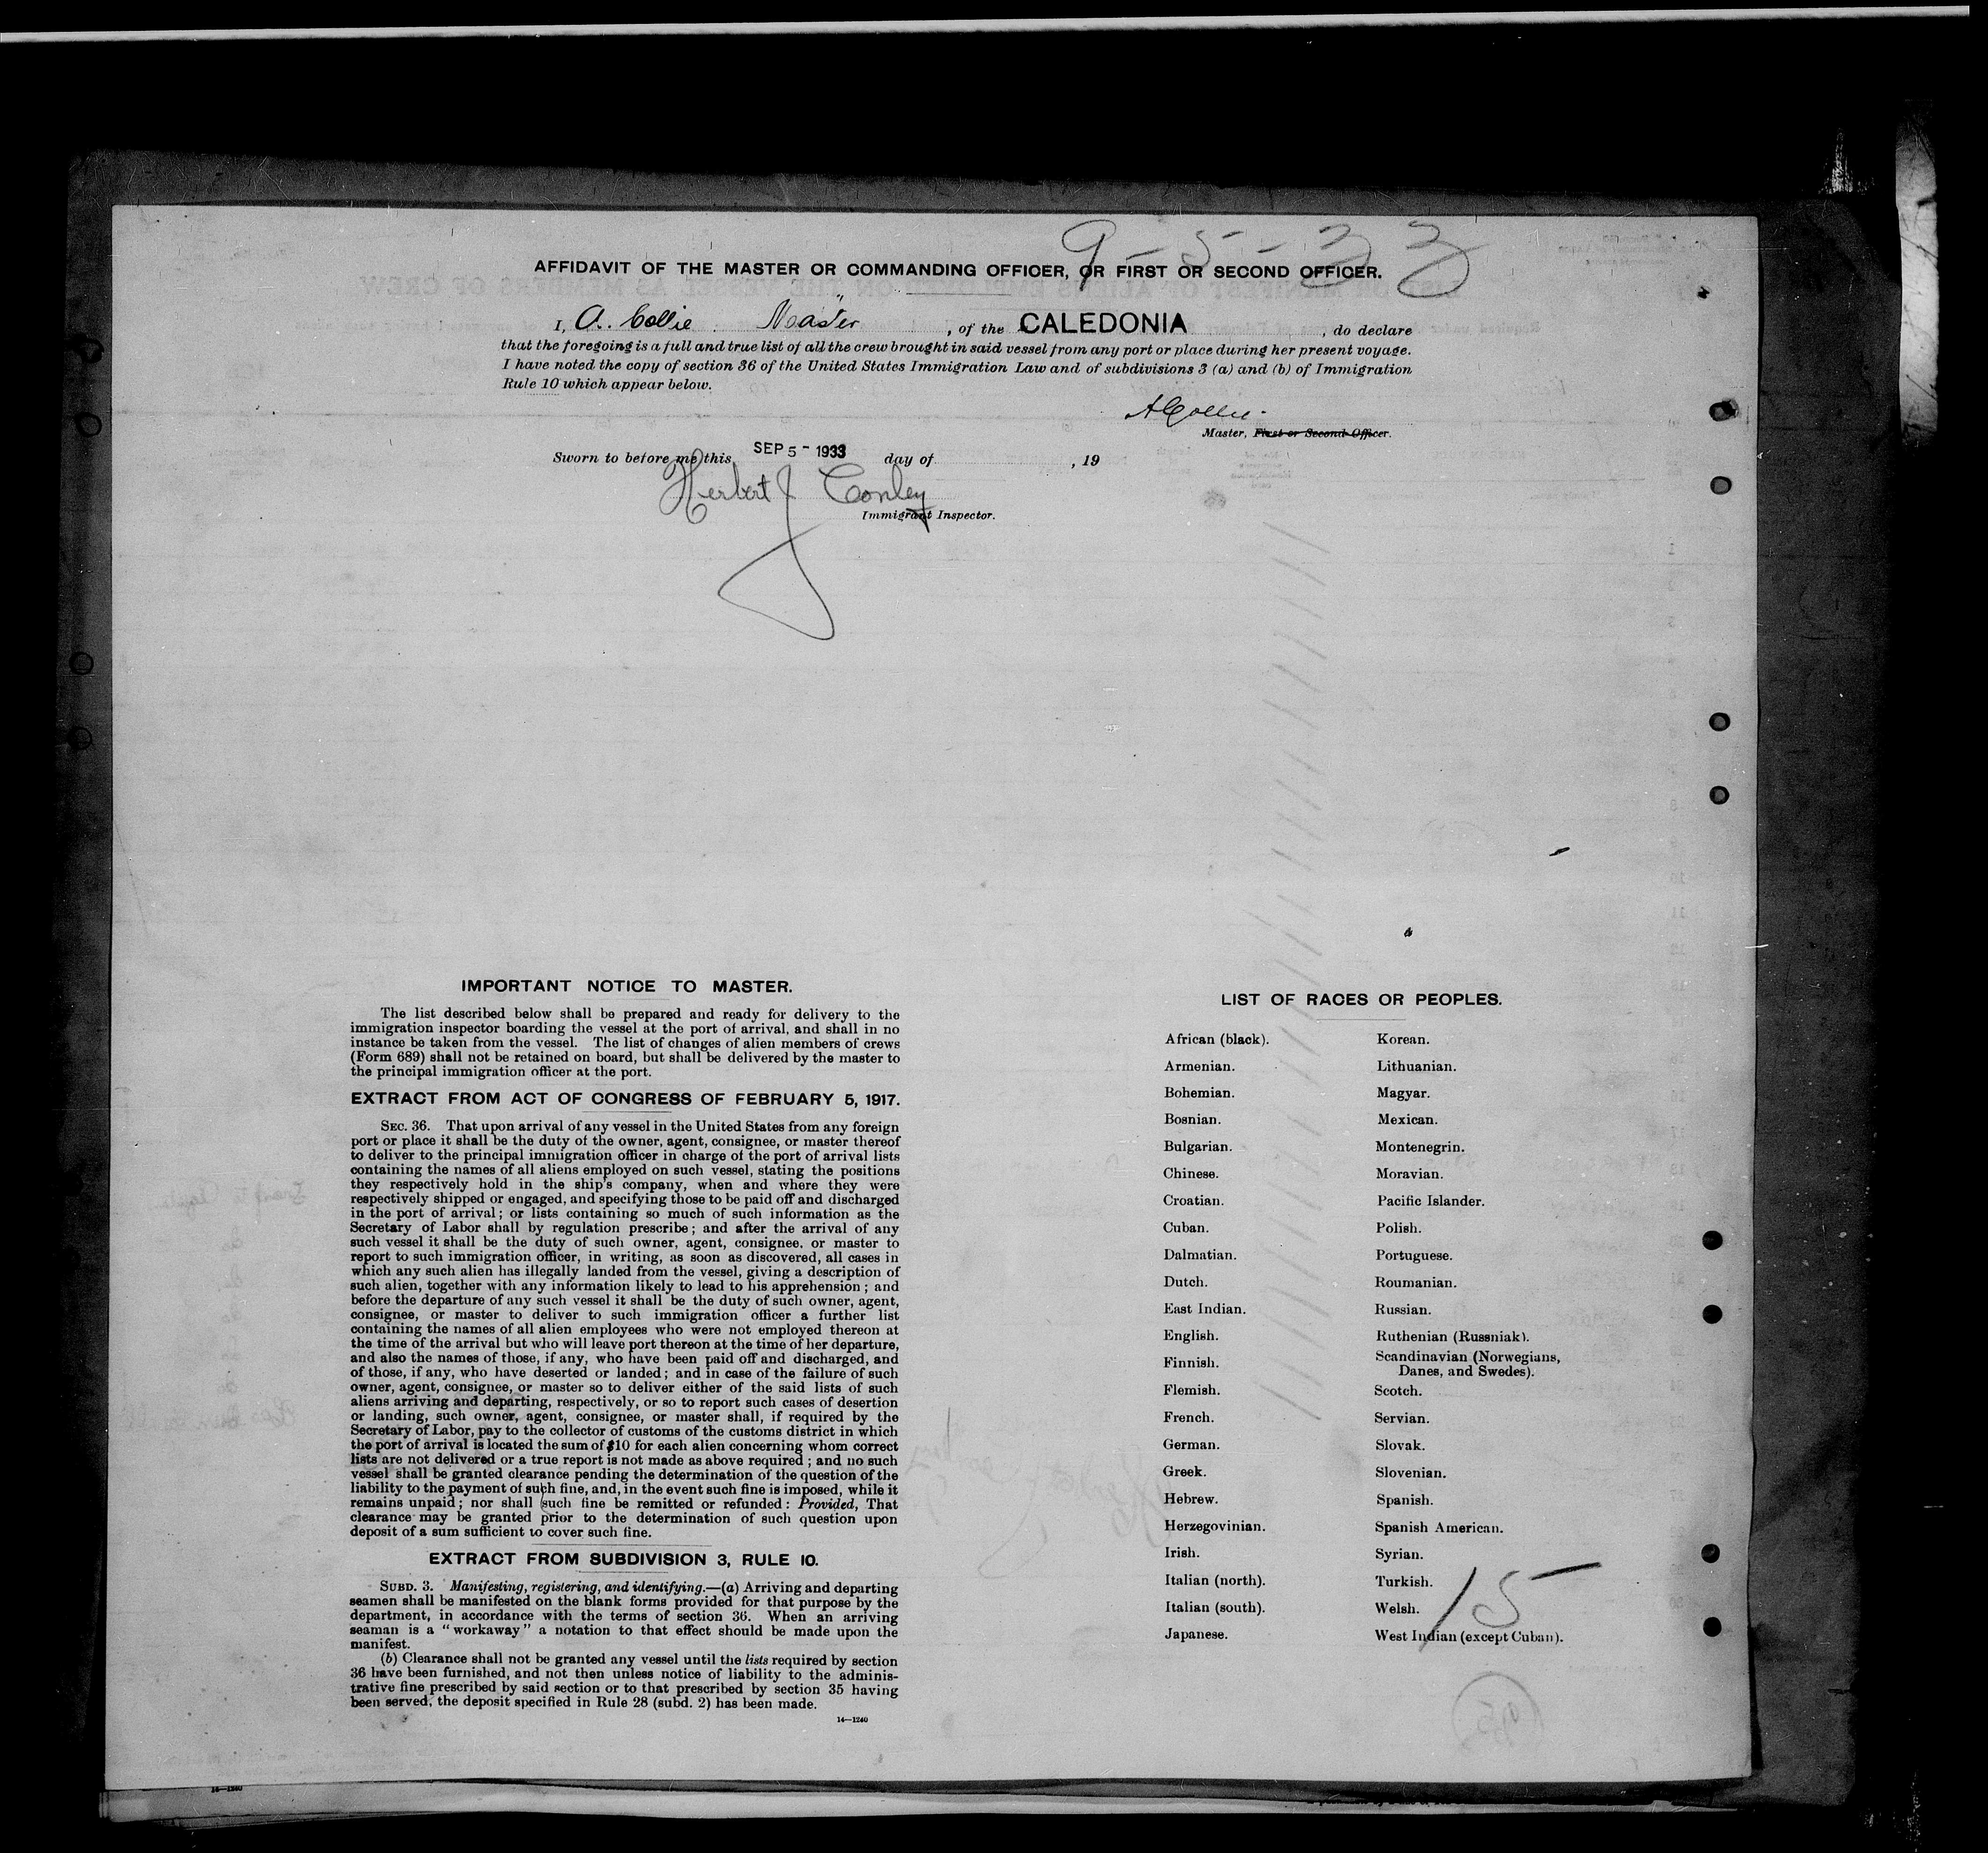 9-5-33
AFFIDAVIT OF THE MASTER OR COMMANDING OFFICER, OR FIRST OR SECOND OFFICER.
I, A. Collie Master , of the CALEDONIA , do declare
that the foregoing is a full and true list of all the crew brought in said vessel from any port or place during her present voyage.
I have noted the copy of section 36 of the United States Immigration Law and of subdivisions 3 (a) and (b) of Immigration
Rule 10 which appear below.
A Collie.
Master, First or Second Officer.
Sworn to before me this SEP 5 - 1933 day of , 19
Herbert J Conley
Immigrant Inspector.
IMPORTANT NOTICE TO MASTER.
The list described below shall be prepared and ready for delivery to the
immigration inspector boarding the vessel at the port of arrival, and shall in no
instance be taken from the vessel. The list of changes of alien members of crews
(Form 689) shall not be retained on board, but shall be delivered by the master to
the principal immigration officer at the port.
EXTRACT FROM ACT OF CONGRESS OF FEBRUARY 5, 1917.
SEC. 36. That upon arrival of any vessel in the United States from any foreign
port or place it shall be the duty of the owner, agent, consignee, or master thereof
to deliver to the principal immigration officer in charge of the port of arrival lists
containing the names of all aliens employed on such vessel, stating the positions
they respectively hold in the ship's company, when and where they were
respectively shipped or engaged, and specifying those to be paid off and discharged
in the port of arrival; or lists containing so much of such information as the
Secretary of Labor shall by regulation prescribe; and after the arrival of any
such vessel it shall be the duty of such owner, agent, consignee, or master to
report to such immigration officer, in writing, as soon as discovered, all cases in
which any such alien has illegally landed from the vessel, giving a description of
such alien, together with any information likely to lead to his apprehension; and
before the departure of any such vessel it shall be the duty of such owner, agent,
consignee, or master to deliver to such immigration officer a further list
containing the names of all alien employees who were not employed thereon at
the time of the arrival but who will leave port thereon at the time of her departure,
and also the names of those, if any, who have been paid off and discharged, and
of those, if any, who have deserted or landed; and in case of the failure of such
owner, agent, consignee, or master so to deliver either of the said lists of such
aliens arriving and departing, respectively, or so to report such cases of desertion
or landing, such owner, agent, consignee, or master shall, if required by the
Secretary of Labor, pay to the collector of customs of the customs district in which
the port of arrival is located the sum of $10 for each alien concerning whom correct
lists are not delivered or a true report is not made as above required; and no such
vessel shall be granted clearance pending the determination of the question of the
liability to the payment of such fine, and, in the event such fine is imposed, while it
remains unpaid; nor shall such fine be remitted or refunded: Provided, That
clearance may be granted prior to the determination of such question upon
deposit of a sum sufficient to cover such fine.
EXTRACT FROM SUBDIVISION 3, RULE 10.
SUBD. 3. Manifesting, registering, and identifying.—(a) Arriving and departing
seamen shall be manifested on the blank forms provided for that purpose by the
department, in accordance with the terms of section 36. When an arriving
seaman is a "workaway" a notation to that effect should be made upon the
manifest.
(b) Clearance shall not be granted any vessel until the lists required by section
36 have been furnished, and not then unless notice of liability to the adminis-
trative fine prescribed by said section or to that prescribed by section 35 having
been served, the deposit specified in Rule 28 (subd. 2) has been made.
14—1240
LIST OF RACES OR PEOPLES.
African (black). Korean.
Armenian. Lithuanian.
Bohemian. Magyar.
Bosnian. Mexican.
Bulgarian. Montenegrin.
Chinese. Moravian.
Croatian. Pacific Islander.
Cuban. Polish.
Dalmatian. Portuguese.
Dutch. Roumanian.
East Indian. Russian.
English. Ruthenian (Russniak).
Finnish. Scandinavian (Norwegians,
Danes, and Swedes).
Flemish. Scotch.
French. Servian.
German. Slovak.
Greek. Slovenian.
Hebrew. Spanish.
Herzegovinian. Spanish American.
Irish. Syrian.
Italian (north). Turkish.
Italian (south). Welsh.
Japanese. West Indian (except Cuban).
15
14—1240